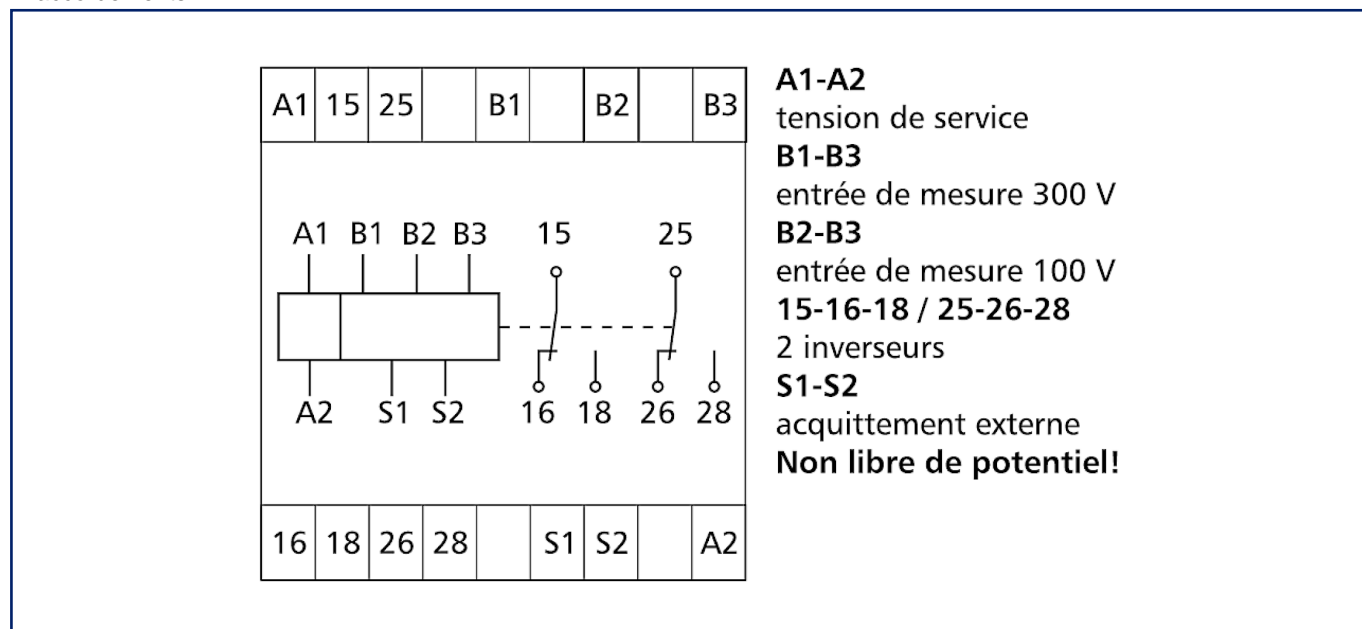 A1 15 25 B1 B2 B3
A1 B1 B2 B3 15 25
A2 S1 S2 16 18 26 28
16 18 26 28 S1 S2 A2
A1-A2
tension de service
B1-B3
entrée de mesure 300 V
B2-B3
entrée de mesure 100 V
15-16-18 / 25-26-28
2 inverseurs
S1-S2
acquittement externe
Non libre de potentiel!